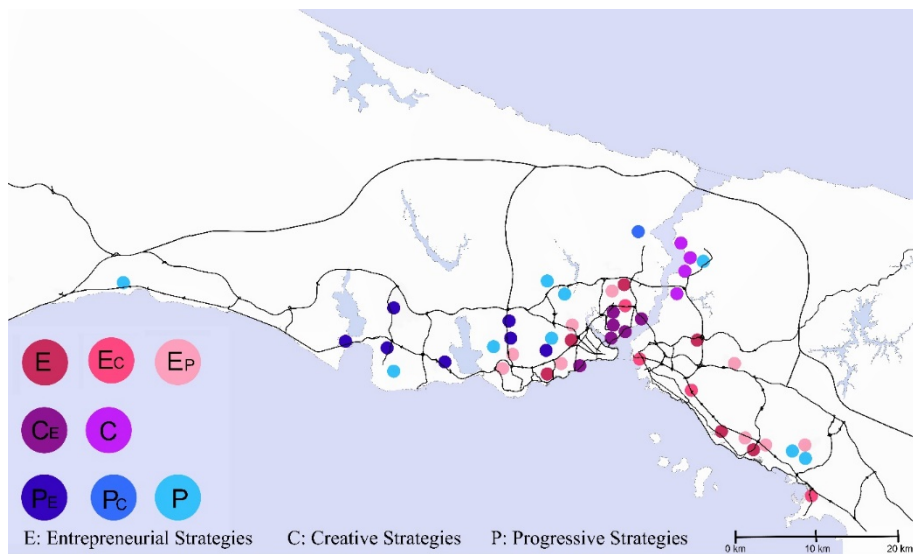 E Ec EP
CE C
PE Pc P
E: Entrepreneurial Strategies C: Creative Strategies P: Progressive Strategies
0 km 10 km 20 km